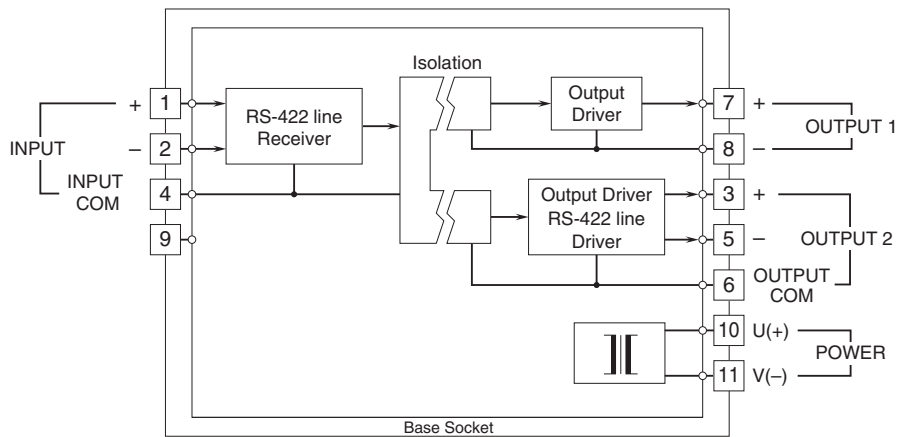 Isolation
+ 1
RS-422 line
Receiver
Output
Driver
7 +
OUTPUT 1
INPUT
− 2
8 −
INPUT
COM
4
Output Driver
RS-422 line
Driver
3 +
9
5 −
OUTPUT 2
6
OUTPUT
COM
10 U(+)
POWER
11 V(−)
Base Socket